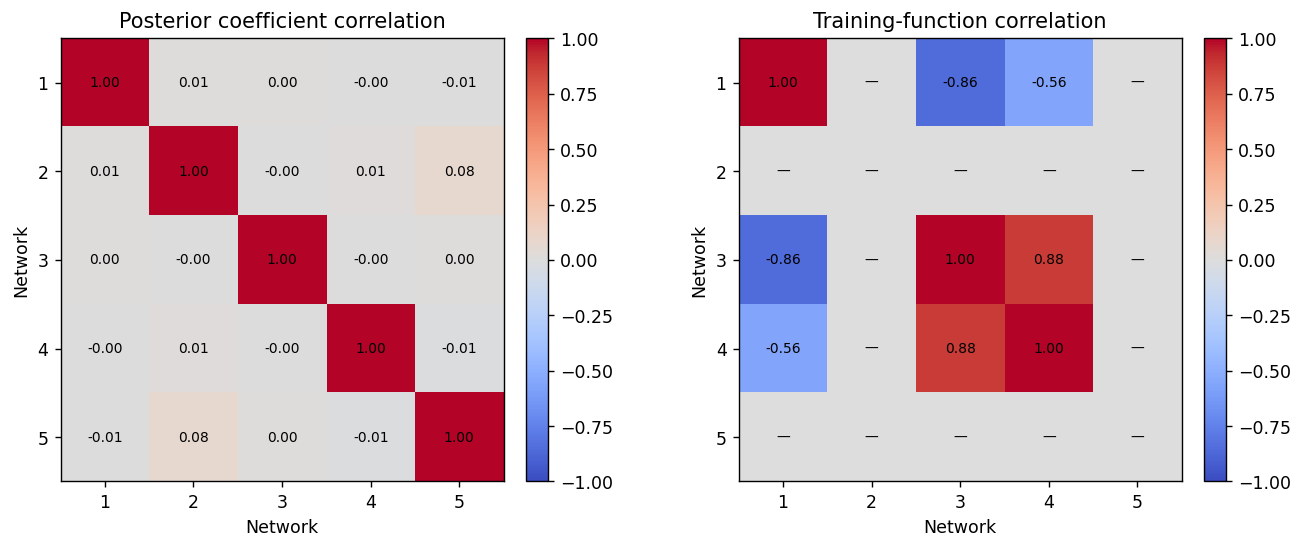 Posterior coefficient correlation
Network
1 1.00 0.01 0.00 -0.00 -0.01
2 0.01 1.00 -0.00 0.01 0.08
3 0.00 -0.00 1.00 -0.00 0.00
4 -0.00 0.01 -0.00 1.00 -0.01
5 -0.01 0.08 0.00 -0.01 1.00
1 2 3 4 5
Network
1.00
0.75
0.50
0.25
0.00
−0.25
−0.50
−0.75
−1.00
Training-function correlation
Network
1 1.00 — -0.86 -0.56 —
2 — — — — —
3 -0.86 — 1.00 0.88 —
4 -0.56 — 0.88 1.00 —
5 — — — — —
1 2 3 4 5
Network
1.00
0.75
0.50
0.25
0.00
−0.25
−0.50
−0.75
−1.00